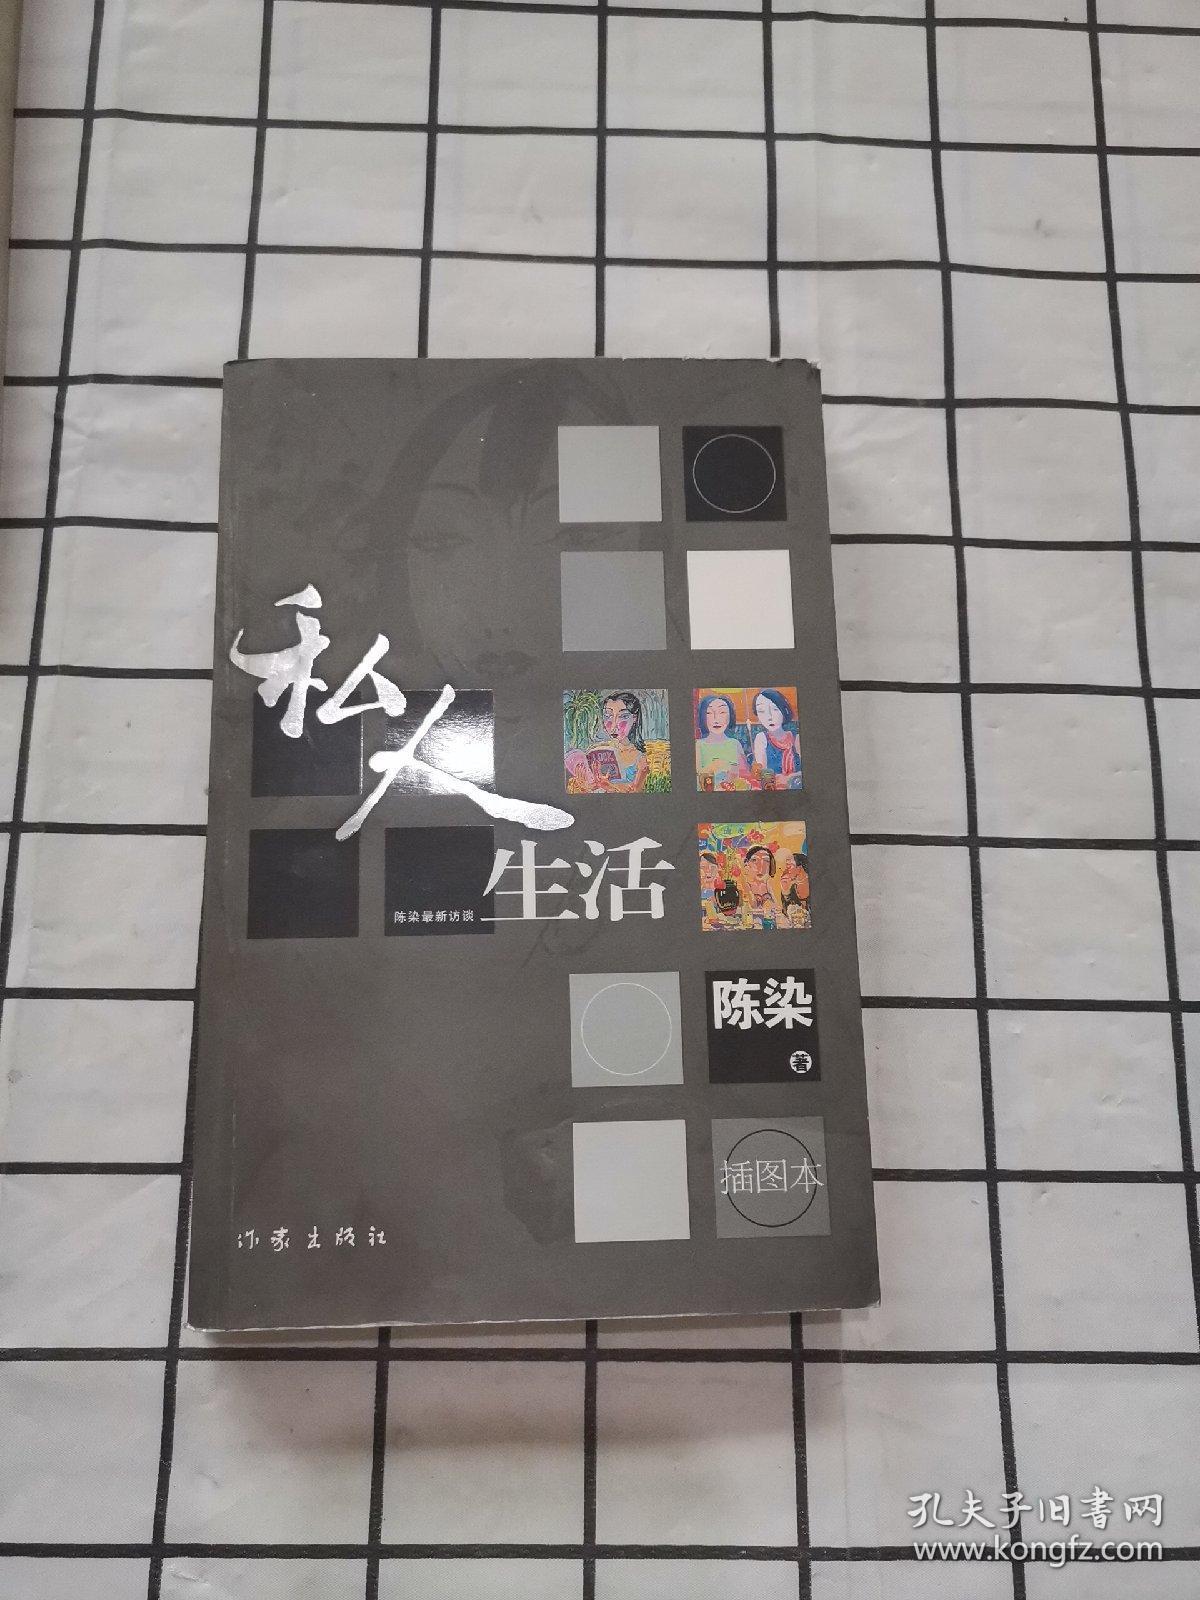 私人
生活
陈染最新访谈
陈染
著
插图本
作家出版社
孔夫子旧书网
www.kongfz.com